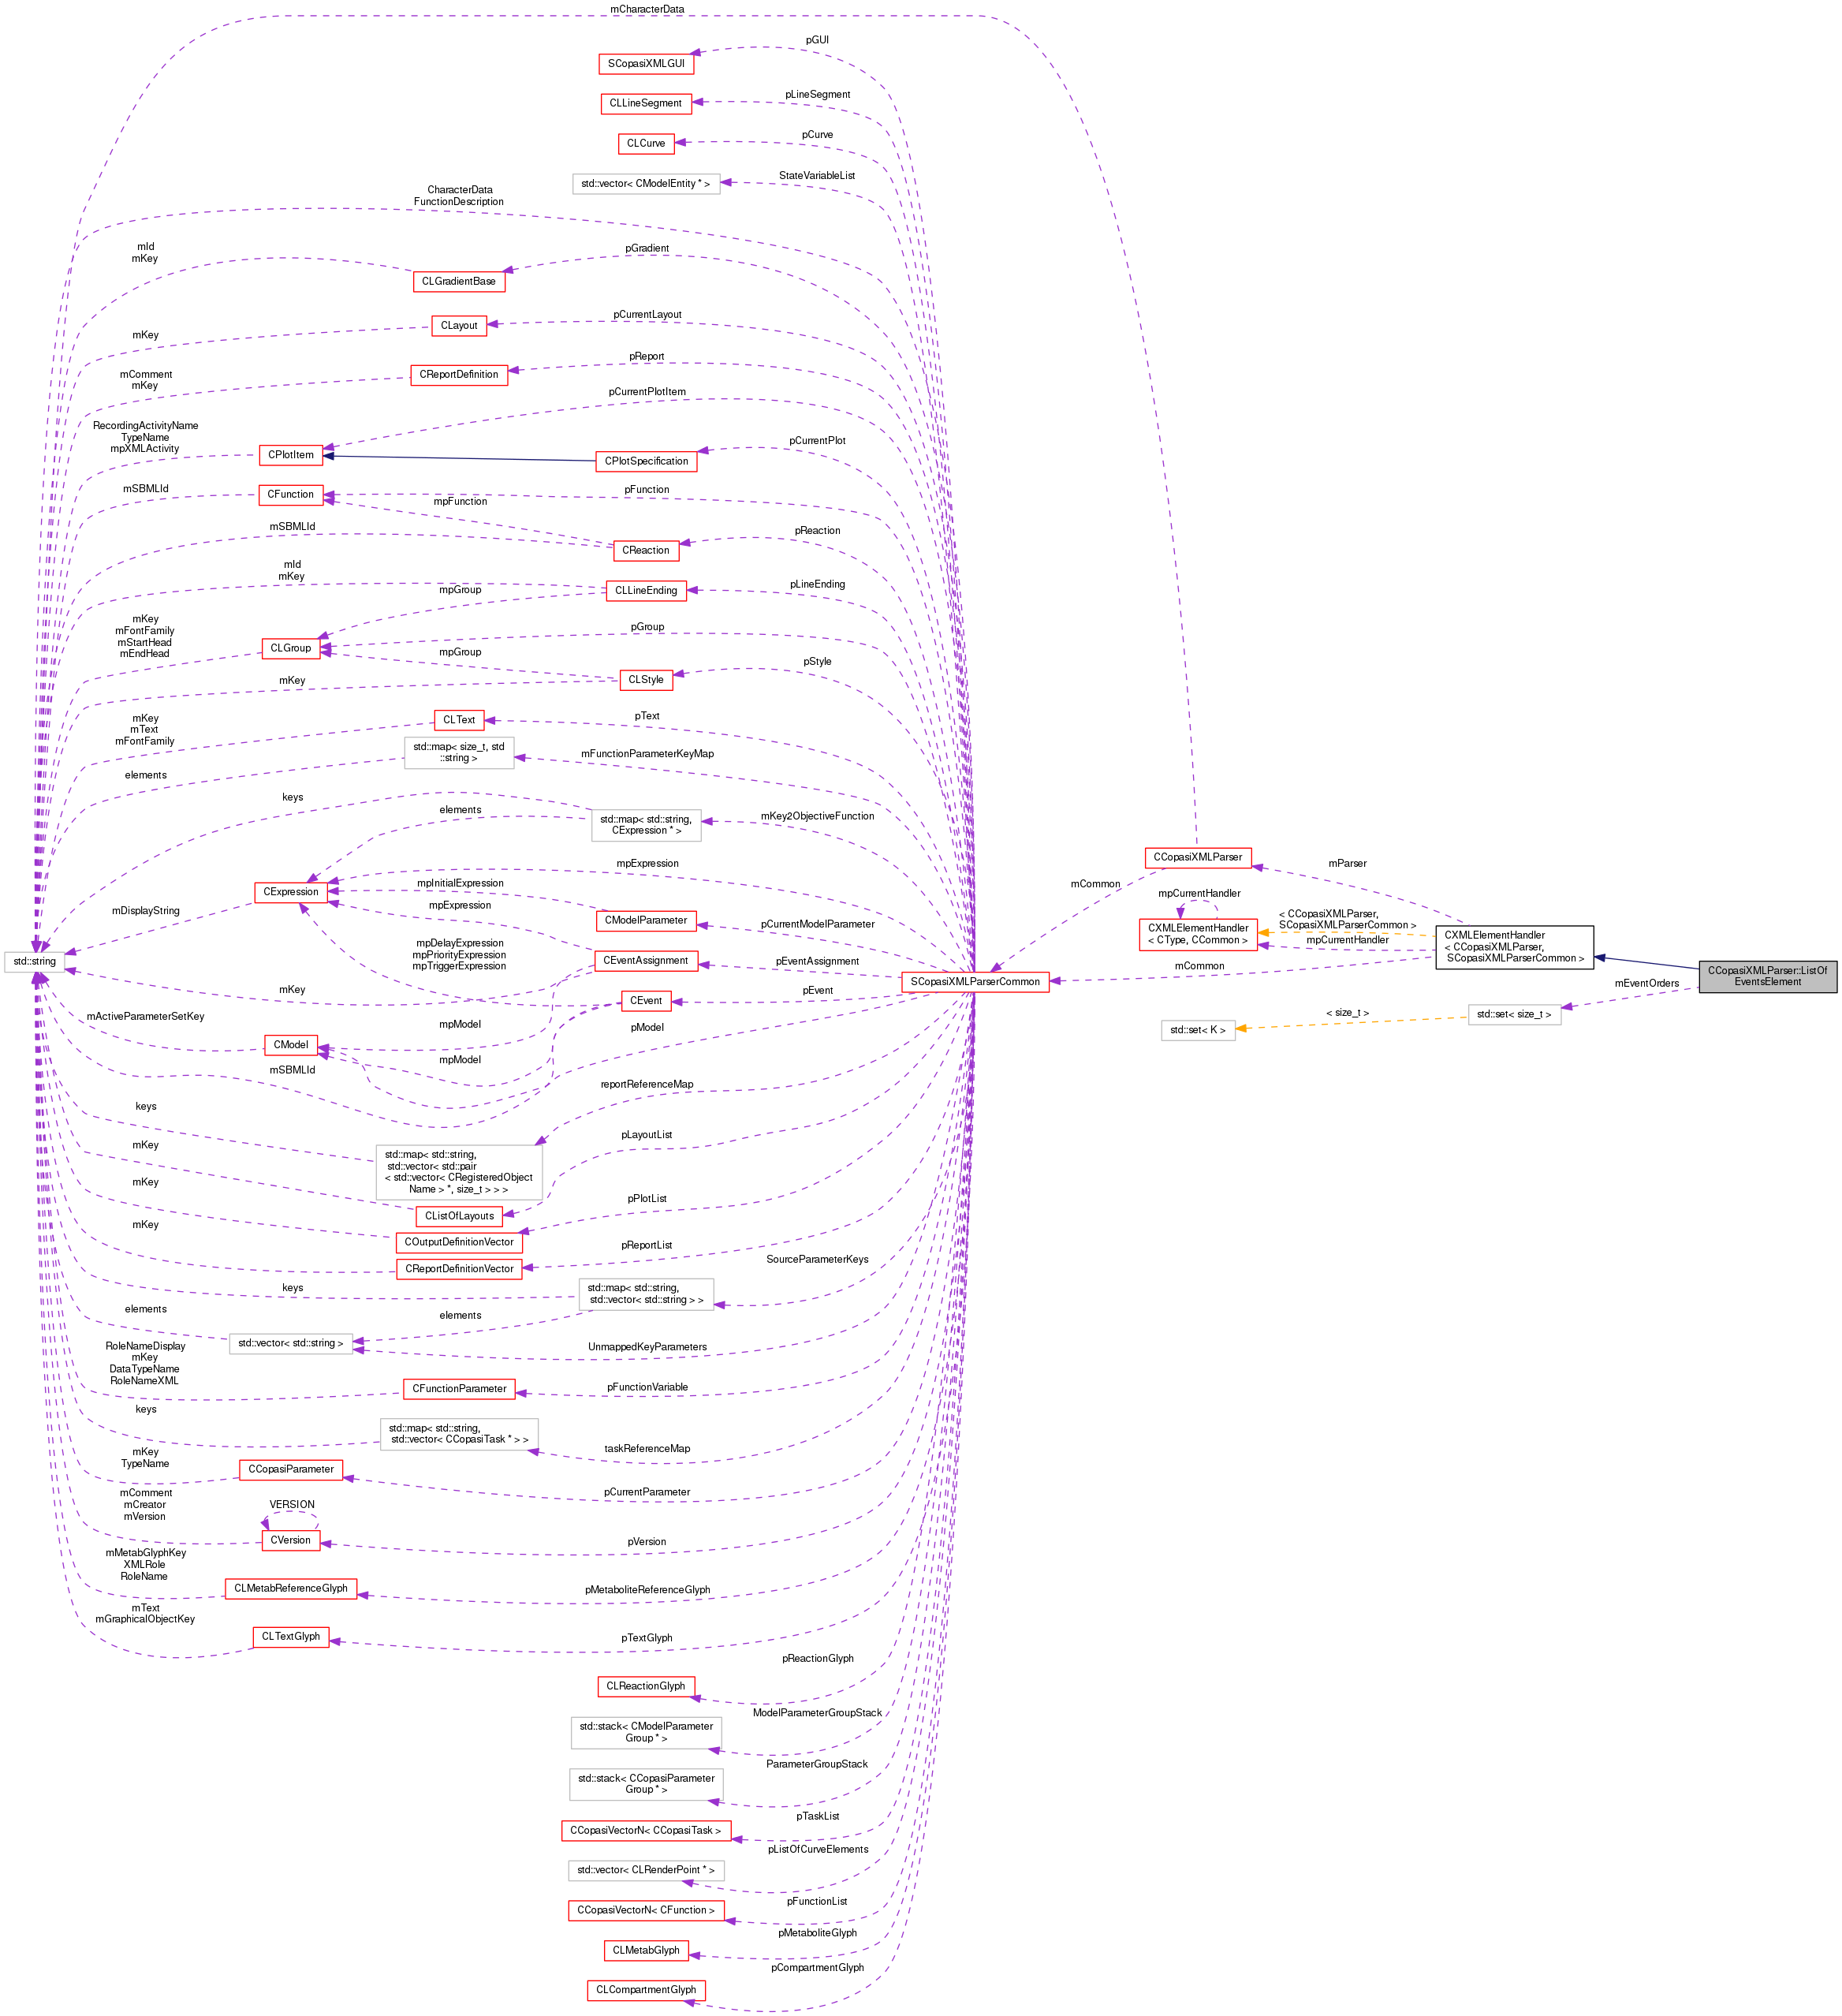 mCharacterData
pGUI
SCopasiXMLGUI
pLineSegment
CLLineSegment
pCurve
CLCurve
StateVariableList
std::vector< CModelEntity * >
CharacterData
FunctionDescription
mId
mKey
pGradient
CLGradientBase
pCurrentLayout
CLayout
mKey
pReport
mComment
mKey
CReportDefinition
pCurrentPlotItem
RecordingActivityName
TypeName
mpXMLActivity
CPlotItem
pCurrentPlot
CPlotSpecification
mSBMLId
CFunction
pFunction
mpFunction
mSBMLId
pReaction
CReaction
mId
mKey
mpGroup
CLLineEnding
pLineEnding
mKey
mFontFamily
mStartHead
mEndHead
CLGroup
pGroup
mpGroup
pStyle
CLStyle
mKey
mKey
mText
mFontFamily
CLText
pText
std::map< size_t, std
::string >
mFunctionParameterKeyMap
elements
keys
elements
std::map< std::string,
CExpression * >
mKey2ObjectiveFunction
mpExpression
CExpression
mpInitialExpression
mDisplayString
mpExpression
CModelParameter
pCurrentModelParameter
mpDelayExpression
mpPriorityExpression
mpTriggerExpression
CEventAssignment
pEventAssignment
std::string
mKey
CEvent
pEvent
SCopasiXMLParserCommon
mActiveParameterSetKey
CModel
mpModel
mpModel
pModel
mSBMLId
CCopasiXMLParser
mParser
mCommon
mpCurrentHandler
CXMLElementHandler
< CType, CCommon >
< CCopasiXMLParser,
SCopasiXMLParserCommon >
mpCurrentHandler
mCommon
CXMLElementHandler
< CCopasiXMLParser,
SCopasiXMLParserCommon >
CCopasiXMLParser::ListOf
EventsElement
mEventOrders
std::set< size_t >
< size_t >
std::set< K >
reportReferenceMap
keys
std::map< std::string,
std::vector< std::pair
< std::vector< CRegisteredObject
Name > *, size_t > > >
pLayoutList
mKey
CListOfLayouts
pPlotList
mKey
COutputDefinitionVector
pReportList
mKey
CReportDefinitionVector
SourceParameterKeys
keys
std::map< std::string,
std::vector< std::string > >
elements
elements
std::vector< std::string >
UnmappedKeyParameters
RoleNameDisplay
mKey
DataTypeName
RoleNameXML
CFunctionParameter
pFunctionVariable
keys
std::map< std::string,
std::vector< CCopasiTask * > >
taskReferenceMap
mKey
TypeName
CCopasiParameter
pCurrentParameter
mComment
mCreator
mVersion
VERSION
CVersion
pVersion
mMetabGlyphKey
XMLRole
RoleName
CLMetabReferenceGlyph
pMetaboliteReferenceGlyph
mText
mGraphicalObjectKey
CLTextGlyph
pTextGlyph
pReactionGlyph
CLReactionGlyph
ModelParameterGroupStack
std::stack< CModelParameter
Group * >
ParameterGroupStack
std::stack< CCopasiParameter
Group * >
pTaskList
CCopasiVectorN< CCopasiTask >
pListOfCurveElements
std::vector< CLRenderPoint * >
pFunctionList
CCopasiVectorN< CFunction >
pMetaboliteGlyph
CLMetabGlyph
pCompartmentGlyph
CLCompartmentGlyph